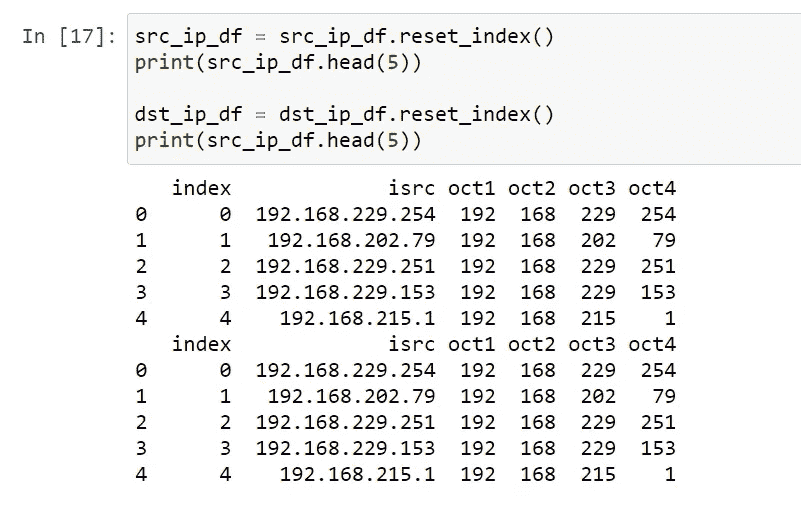 In [17]: src_ip_df = src_ip_df.reset_index()
print(src_ip_df.head(5))
dst_ip_df = dst_ip_df.reset_index()
print(src_ip_df.head(5))
index isrc oct1 oct2 oct3 oct4
0 0 192.168.229.254 192 168 229 254
1 1 192.168.202.79 192 168 202 79
2 2 192.168.229.251 192 168 229 251
3 3 192.168.229.153 192 168 229 153
4 4 192.168.215.1 192 168 215 1
index isrc oct1 oct2 oct3 oct4
0 0 192.168.229.254 192 168 229 254
1 1 192.168.202.79 192 168 202 79
2 2 192.168.229.251 192 168 229 251
3 3 192.168.229.153 192 168 229 153
4 4 192.168.215.1 192 168 215 1